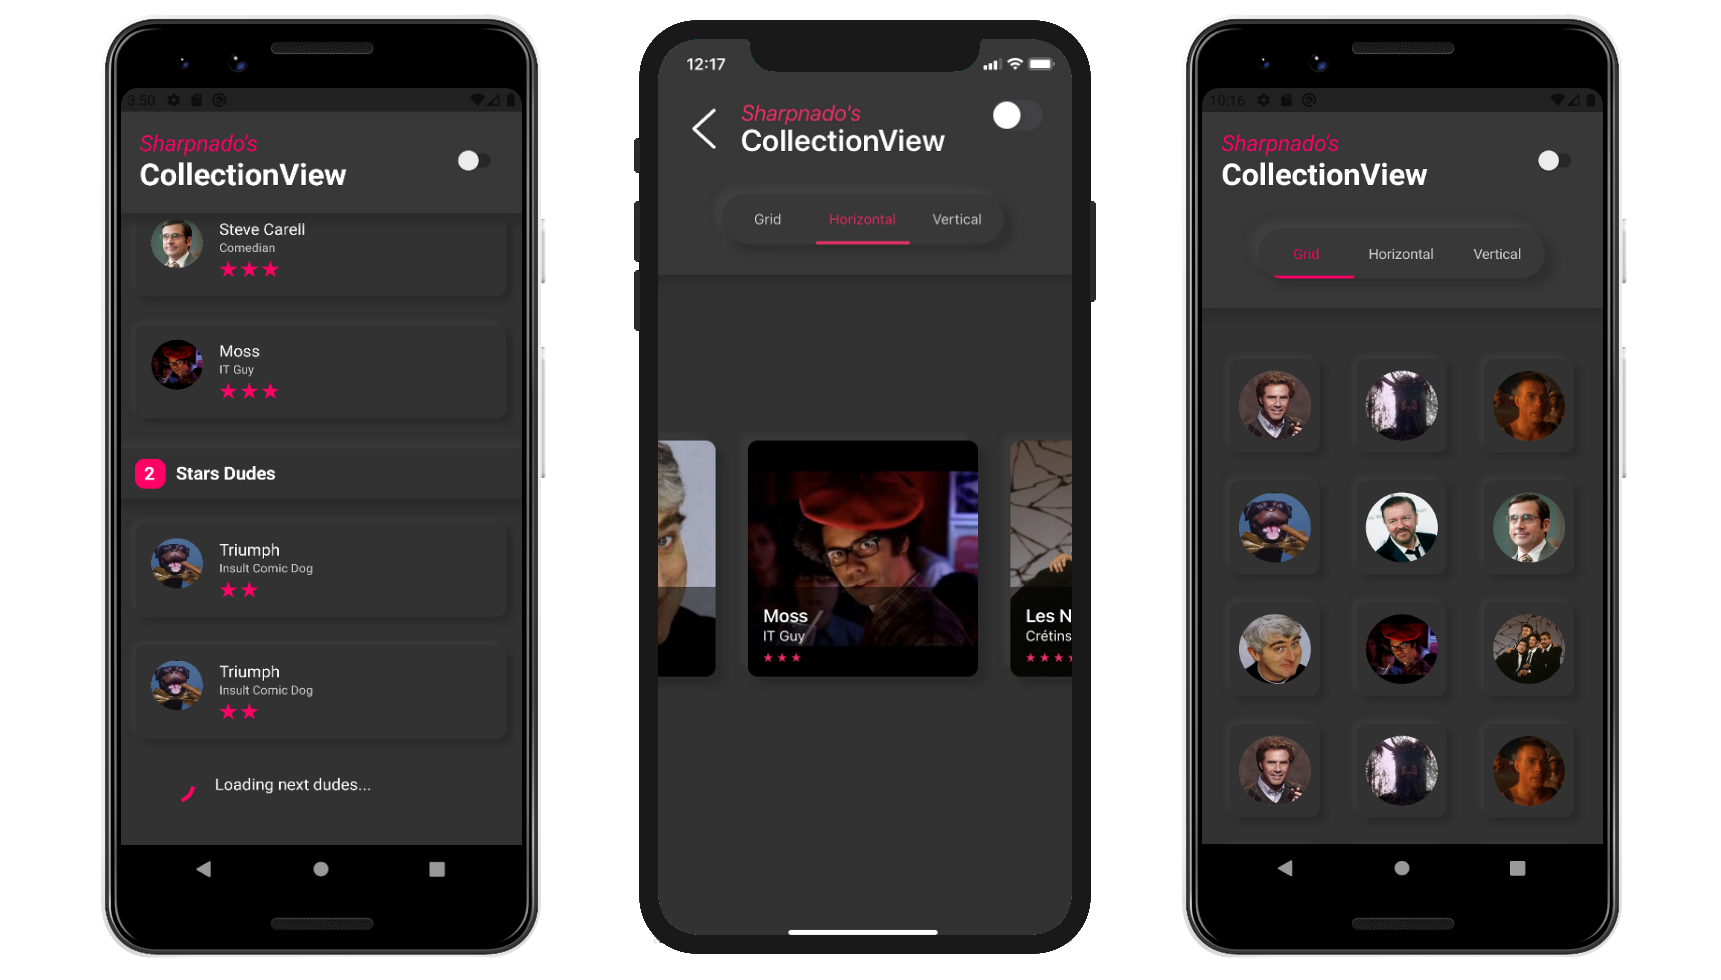 3:50
Sharpnado's
CollectionView
Steve Carell
Comedian
★★★
Moss
IT Guy
★★★
2 Stars Dudes
Triumph
Insult Comic Dog
★★
Triumph
Insult Comic Dog
★★
Loading next dudes...
12:17
Sharpnado's
CollectionView
Grid Horizontal Vertical
Moss
IT Guy
★★★
Les N
Crétins
★★★★
10:16
Sharpnado's
CollectionView
Grid Horizontal Vertical